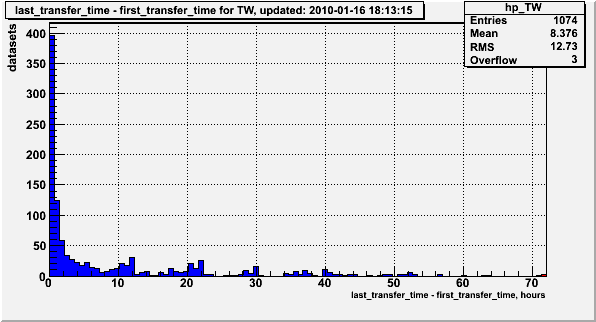 last_transfer_time - first_transfer_time for TW, updated: 2010-01-16 18:13:15
hp_TW
Entries 1074
Mean 8.376
RMS 12.73
Overflow 3
datasets
400
350
300
250
200
150
100
50
0
0 10 20 30 40 50 60 70
last_transfer_time - first_transfer_time, hours